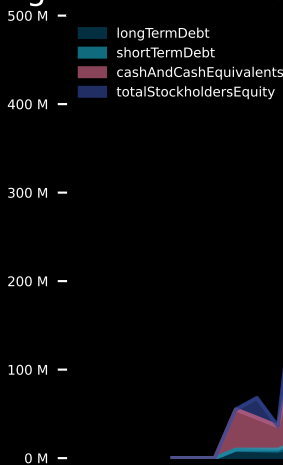 500 M
longTermDebt
shortTermDebt
cashAndCashEquivalents
totalStockholdersEquity
400 M
300 M
200 M
100 M
0 M